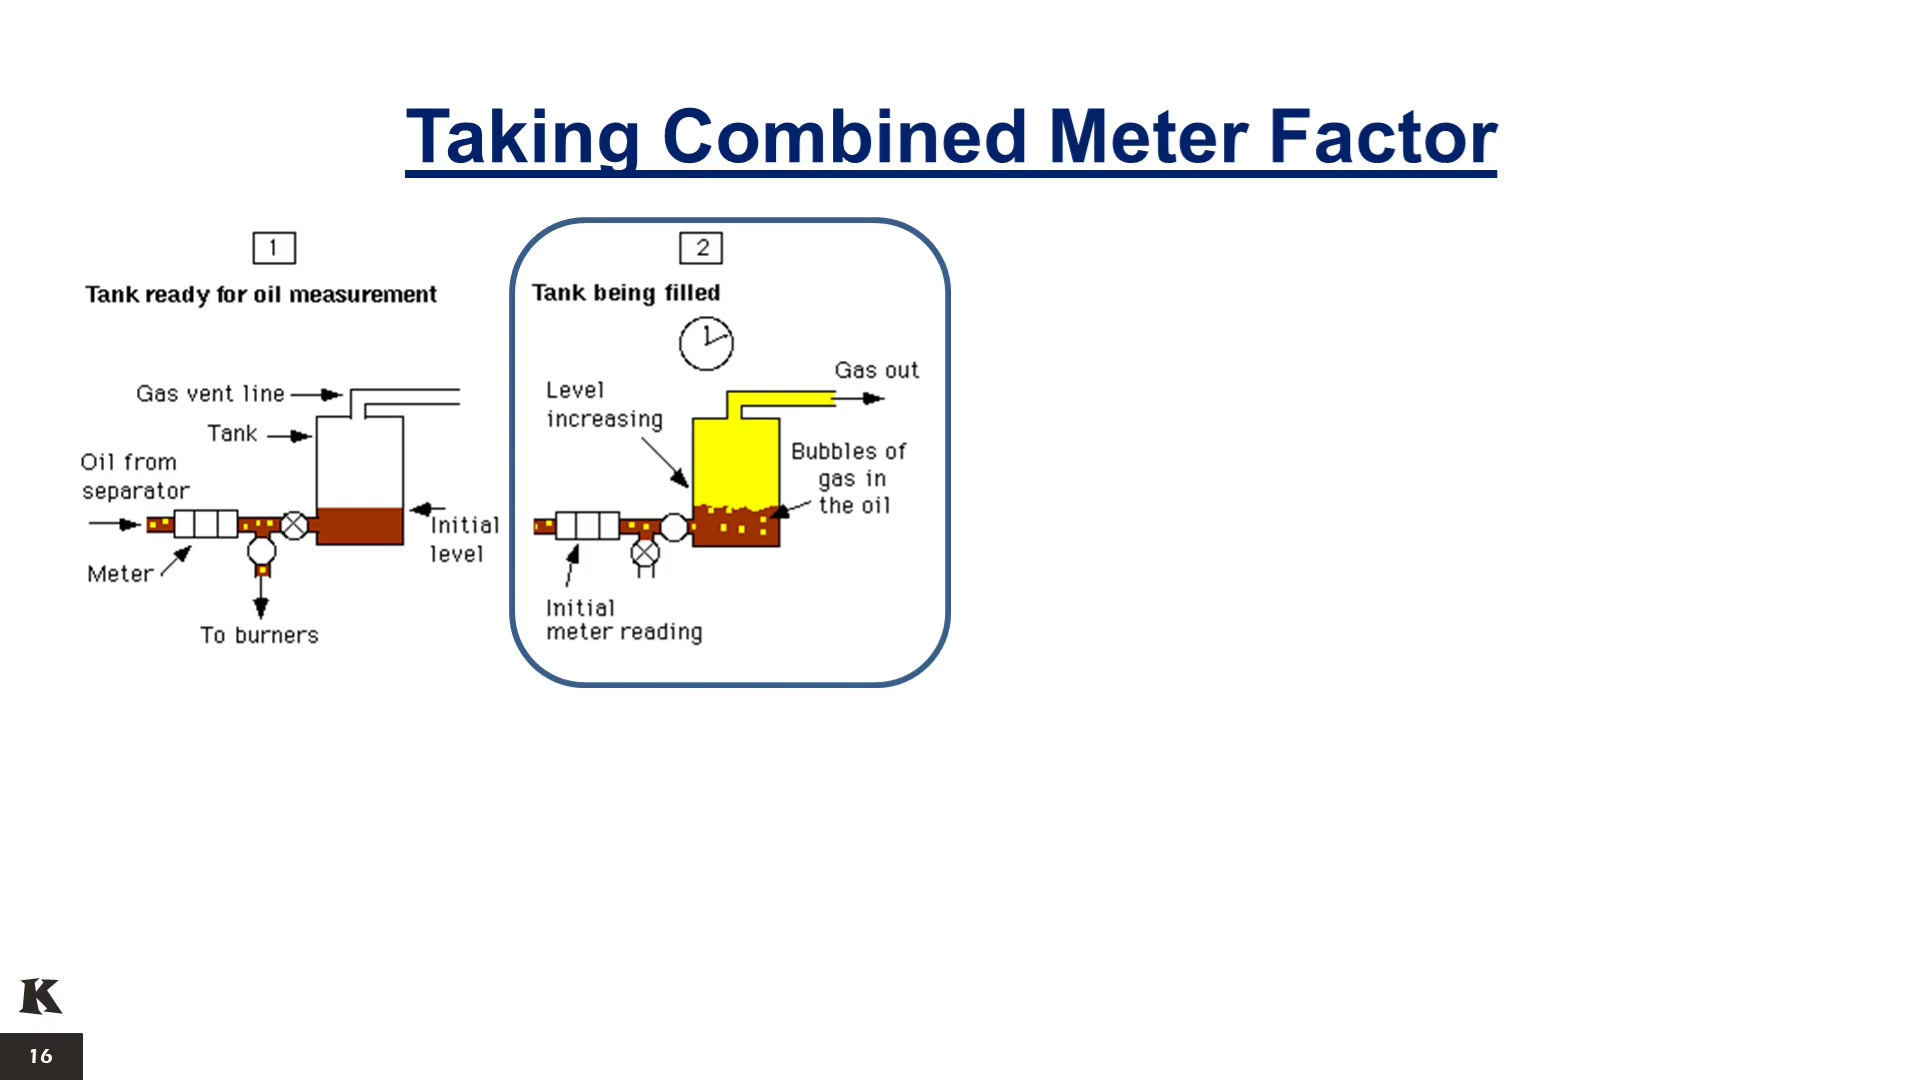 Taking Combined Meter Factor
1
Tank ready for oil measurement
Gas vent line
Tank
Oil from
separator
Initial
level
Meter
To burners
2
Tank being filled
Gas out
Level
increasing
Bubbles of
gas in
the oil
Initial
meter reading
K
16